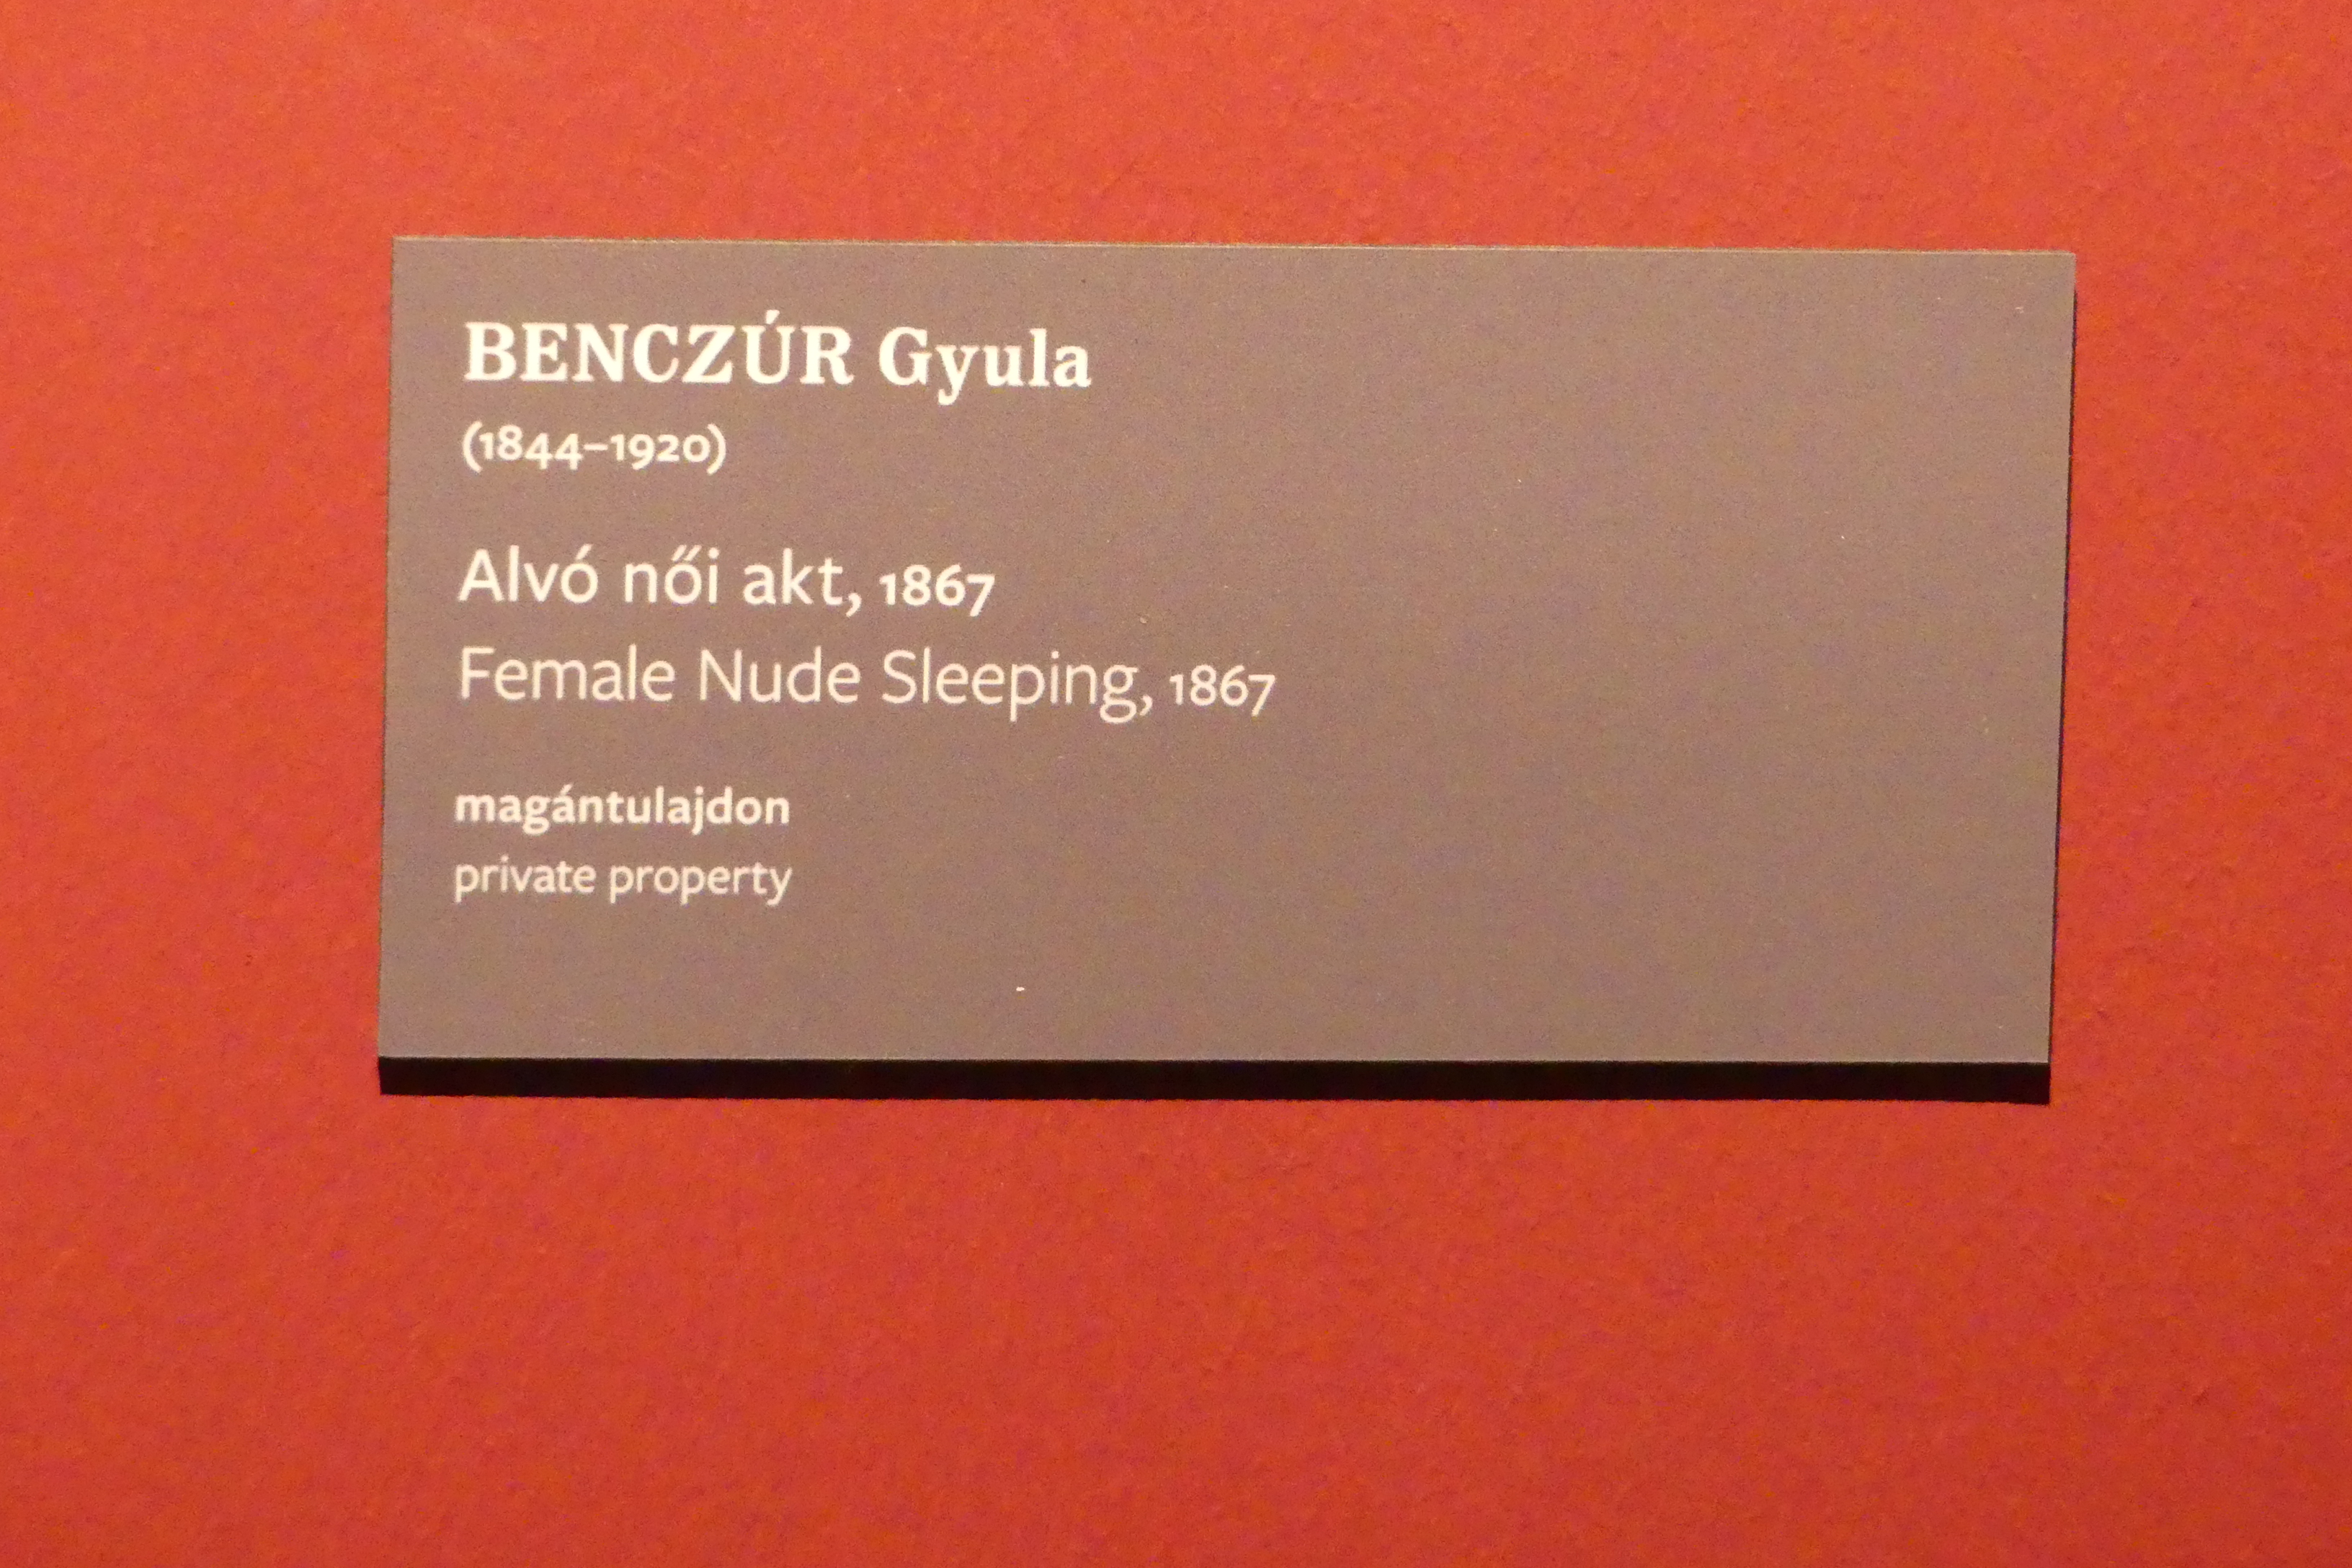 BENCZÚR Gyula
(1844–1920)
Alvó női akt, 1867
Female Nude Sleeping, 1867
magántulajdon
private property